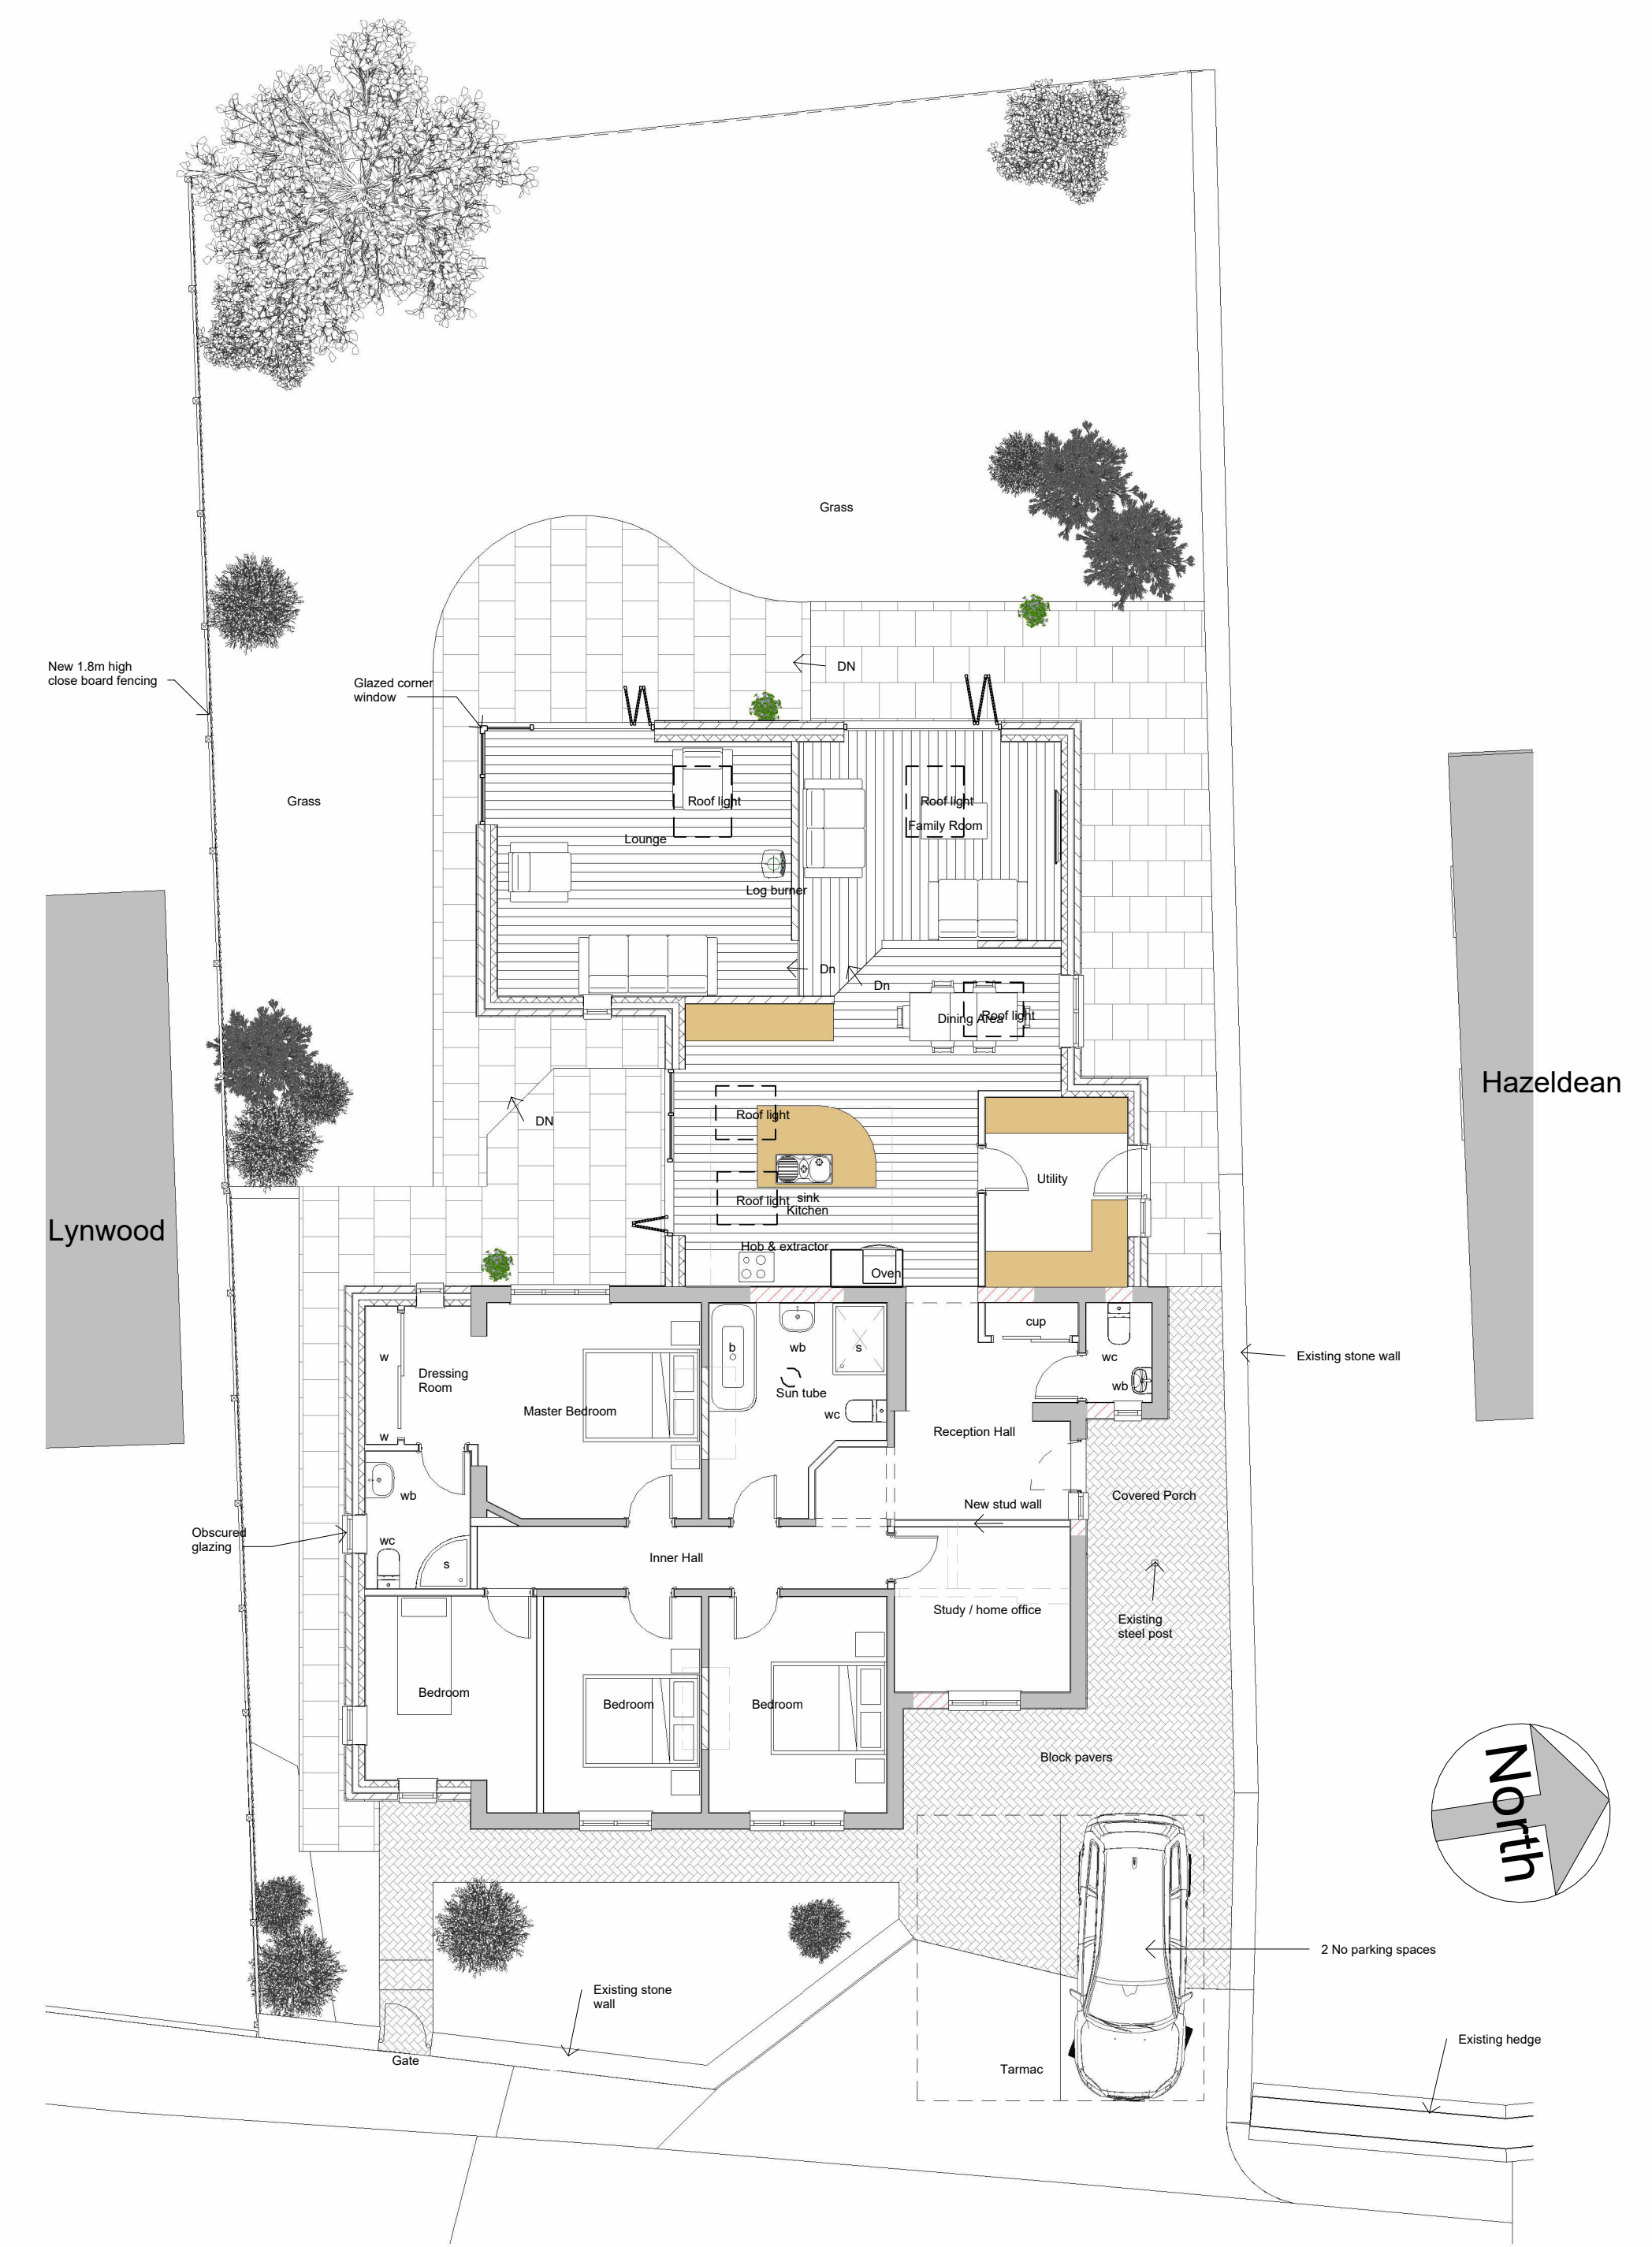 Grass
New 1.8m high
close board fencing
Glazed corner
window
DN
Grass
Roof light
Roof light
Family Room
Lounge
Log burner
Dn
Dn
Dining Area
Roof light
Hazeldean
Roof light
DN
Utility
Roof light
sink
Kitchen
Lynwood
Hob & extractor
Oven
cup
w
b
wb
s
wc
Existing stone wall
Dressing
Room
Sun tube
wb
Master Bedroom
wc
Reception Hall
w
wb
Covered Porch
New stud wall
Obscured
glazing
wc
s
Inner Hall
Study / home office
Existing
steel post
Bedroom
Bedroom
Bedroom
Block pavers
North
2 No parking spaces
Existing stone
wall
Existing hedge
Gate
Tarmac